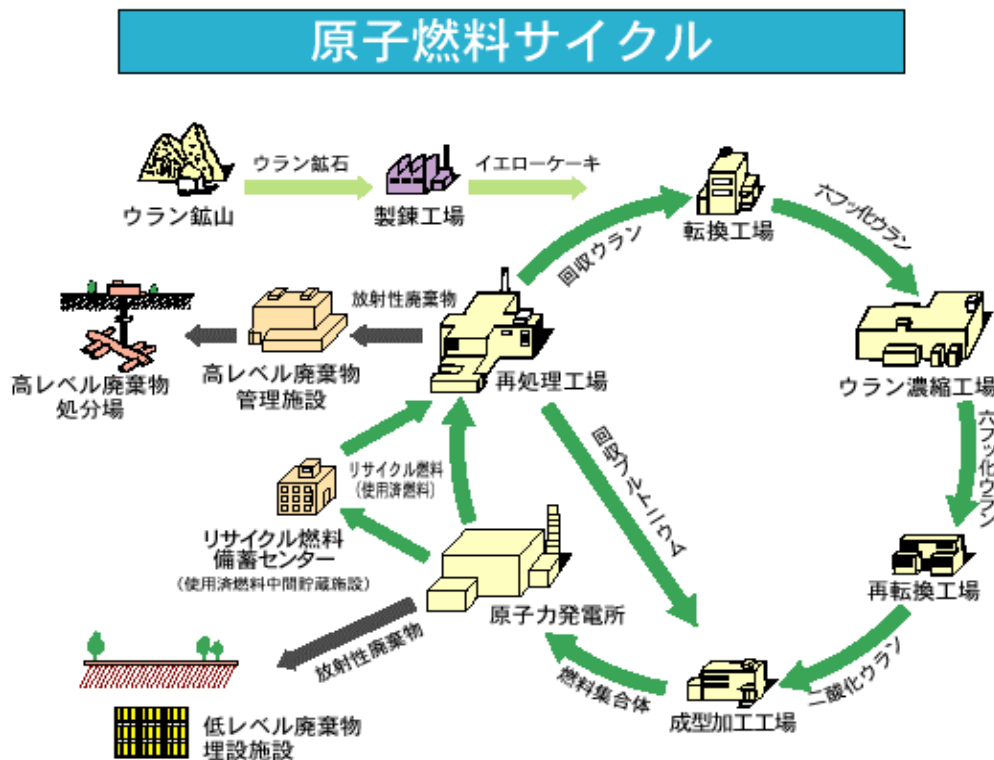 原子燃料サイクル
ウラン鉱石
イエローケーキ
ウラン鉱山
製錬工場
転換工場
六フッ化ウラン
回収ウラン
放射性廃棄物
高レベル廃棄物
処分場
高レベル廃棄物
管理施設
再処理工場
ウラン濃縮工場
六フッ化ウラン
回収プルトニウム
リサイクル燃料
(使用済燃料)
リサイクル燃料
備蓄センター
(使用済燃料中間貯蔵施設)
原子力発電所
再転換工場
放射性廃棄物
燃料集合体
二酸化ウラン
成型加工工場
低レベル廃棄物
埋設施設